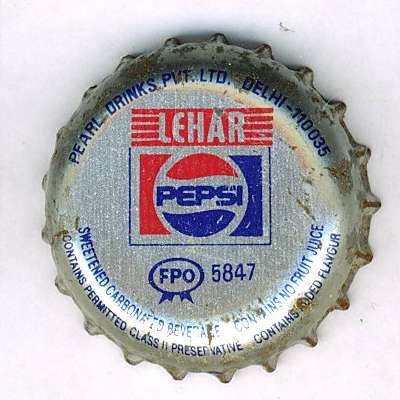 PEARL DRINKS PVT. LTD. DELHI-110035
LEHAR
PEPSI
FPO 5847
SWEETENED CARBONATED BEVERAGE CONTAINS NO FRUIT JUICE
CONTAINS PERMITTED CLASS II PRESERVATIVE CONTAINS ADDED FLAVOUR